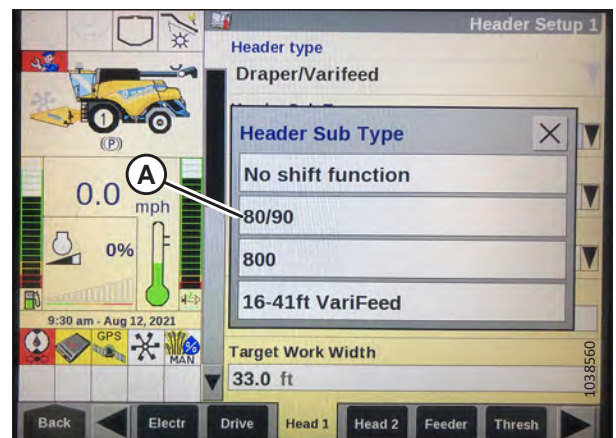 Header Setup 1
Header type
Draper/Varifeed
Header Sub Type
No shift function
80/90
800
16-41ft VariFeed
Target Work Width
33.0 ft
1
(P)
A
0.0 mph
0%
9:30 am - Aug 12, 2021
GPS
MAN
%
1038560
Back
Electr
Drive
Head 1
Head 2
Feeder
Thresh